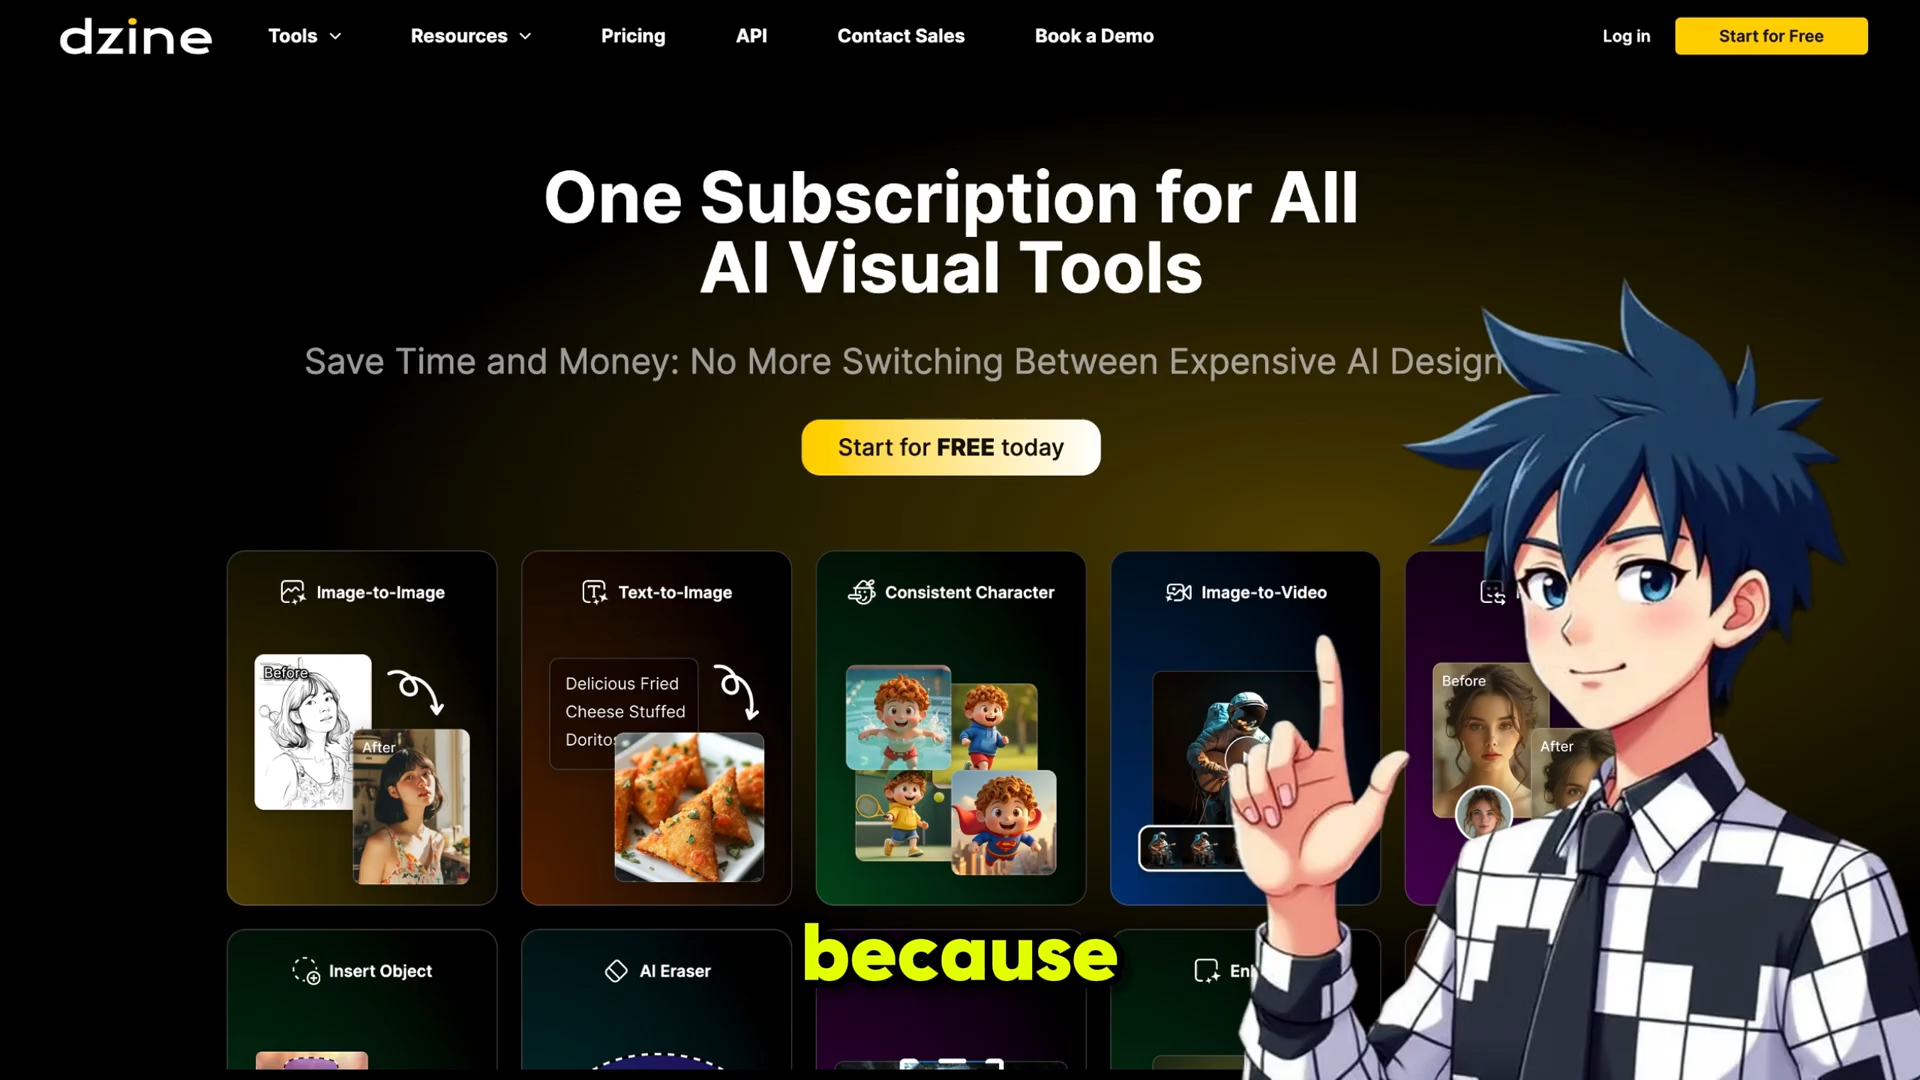 dzine
Tools
Resources
Pricing
API
Contact Sales
Book a Demo
Log in
Start for Free
One Subscription for All
AI Visual Tools
Save Time and Money: No More Switching Between Expensive AI Design
Start for FREE today
Image-to-Image
Before
After
Text-to-Image
Delicious Fried
Cheese Stuffed
Doritos
Consistent Character
Image-to-Video
Before
After
Insert Object
AI Eraser
because